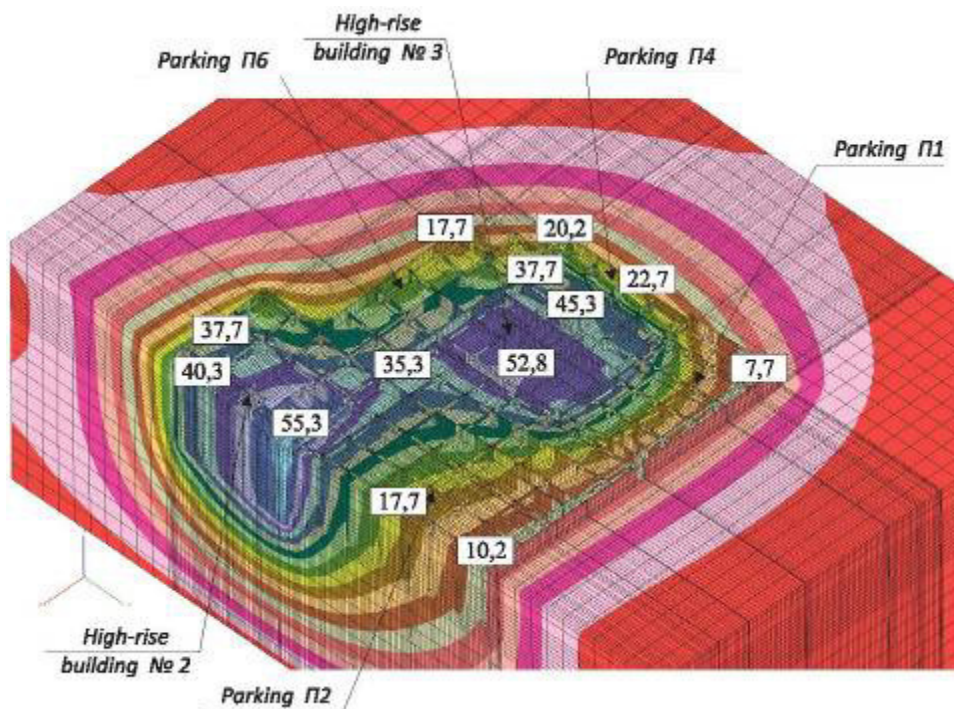 High-rise
building № 3
Parking П6
Parking П4
Parking П1
17,7
20,2
37,7
22,7
45,3
37,7
35,3
52,8
7,7
40,3
55,3
17,7
10,2
High-rise
building № 2
Parking П2